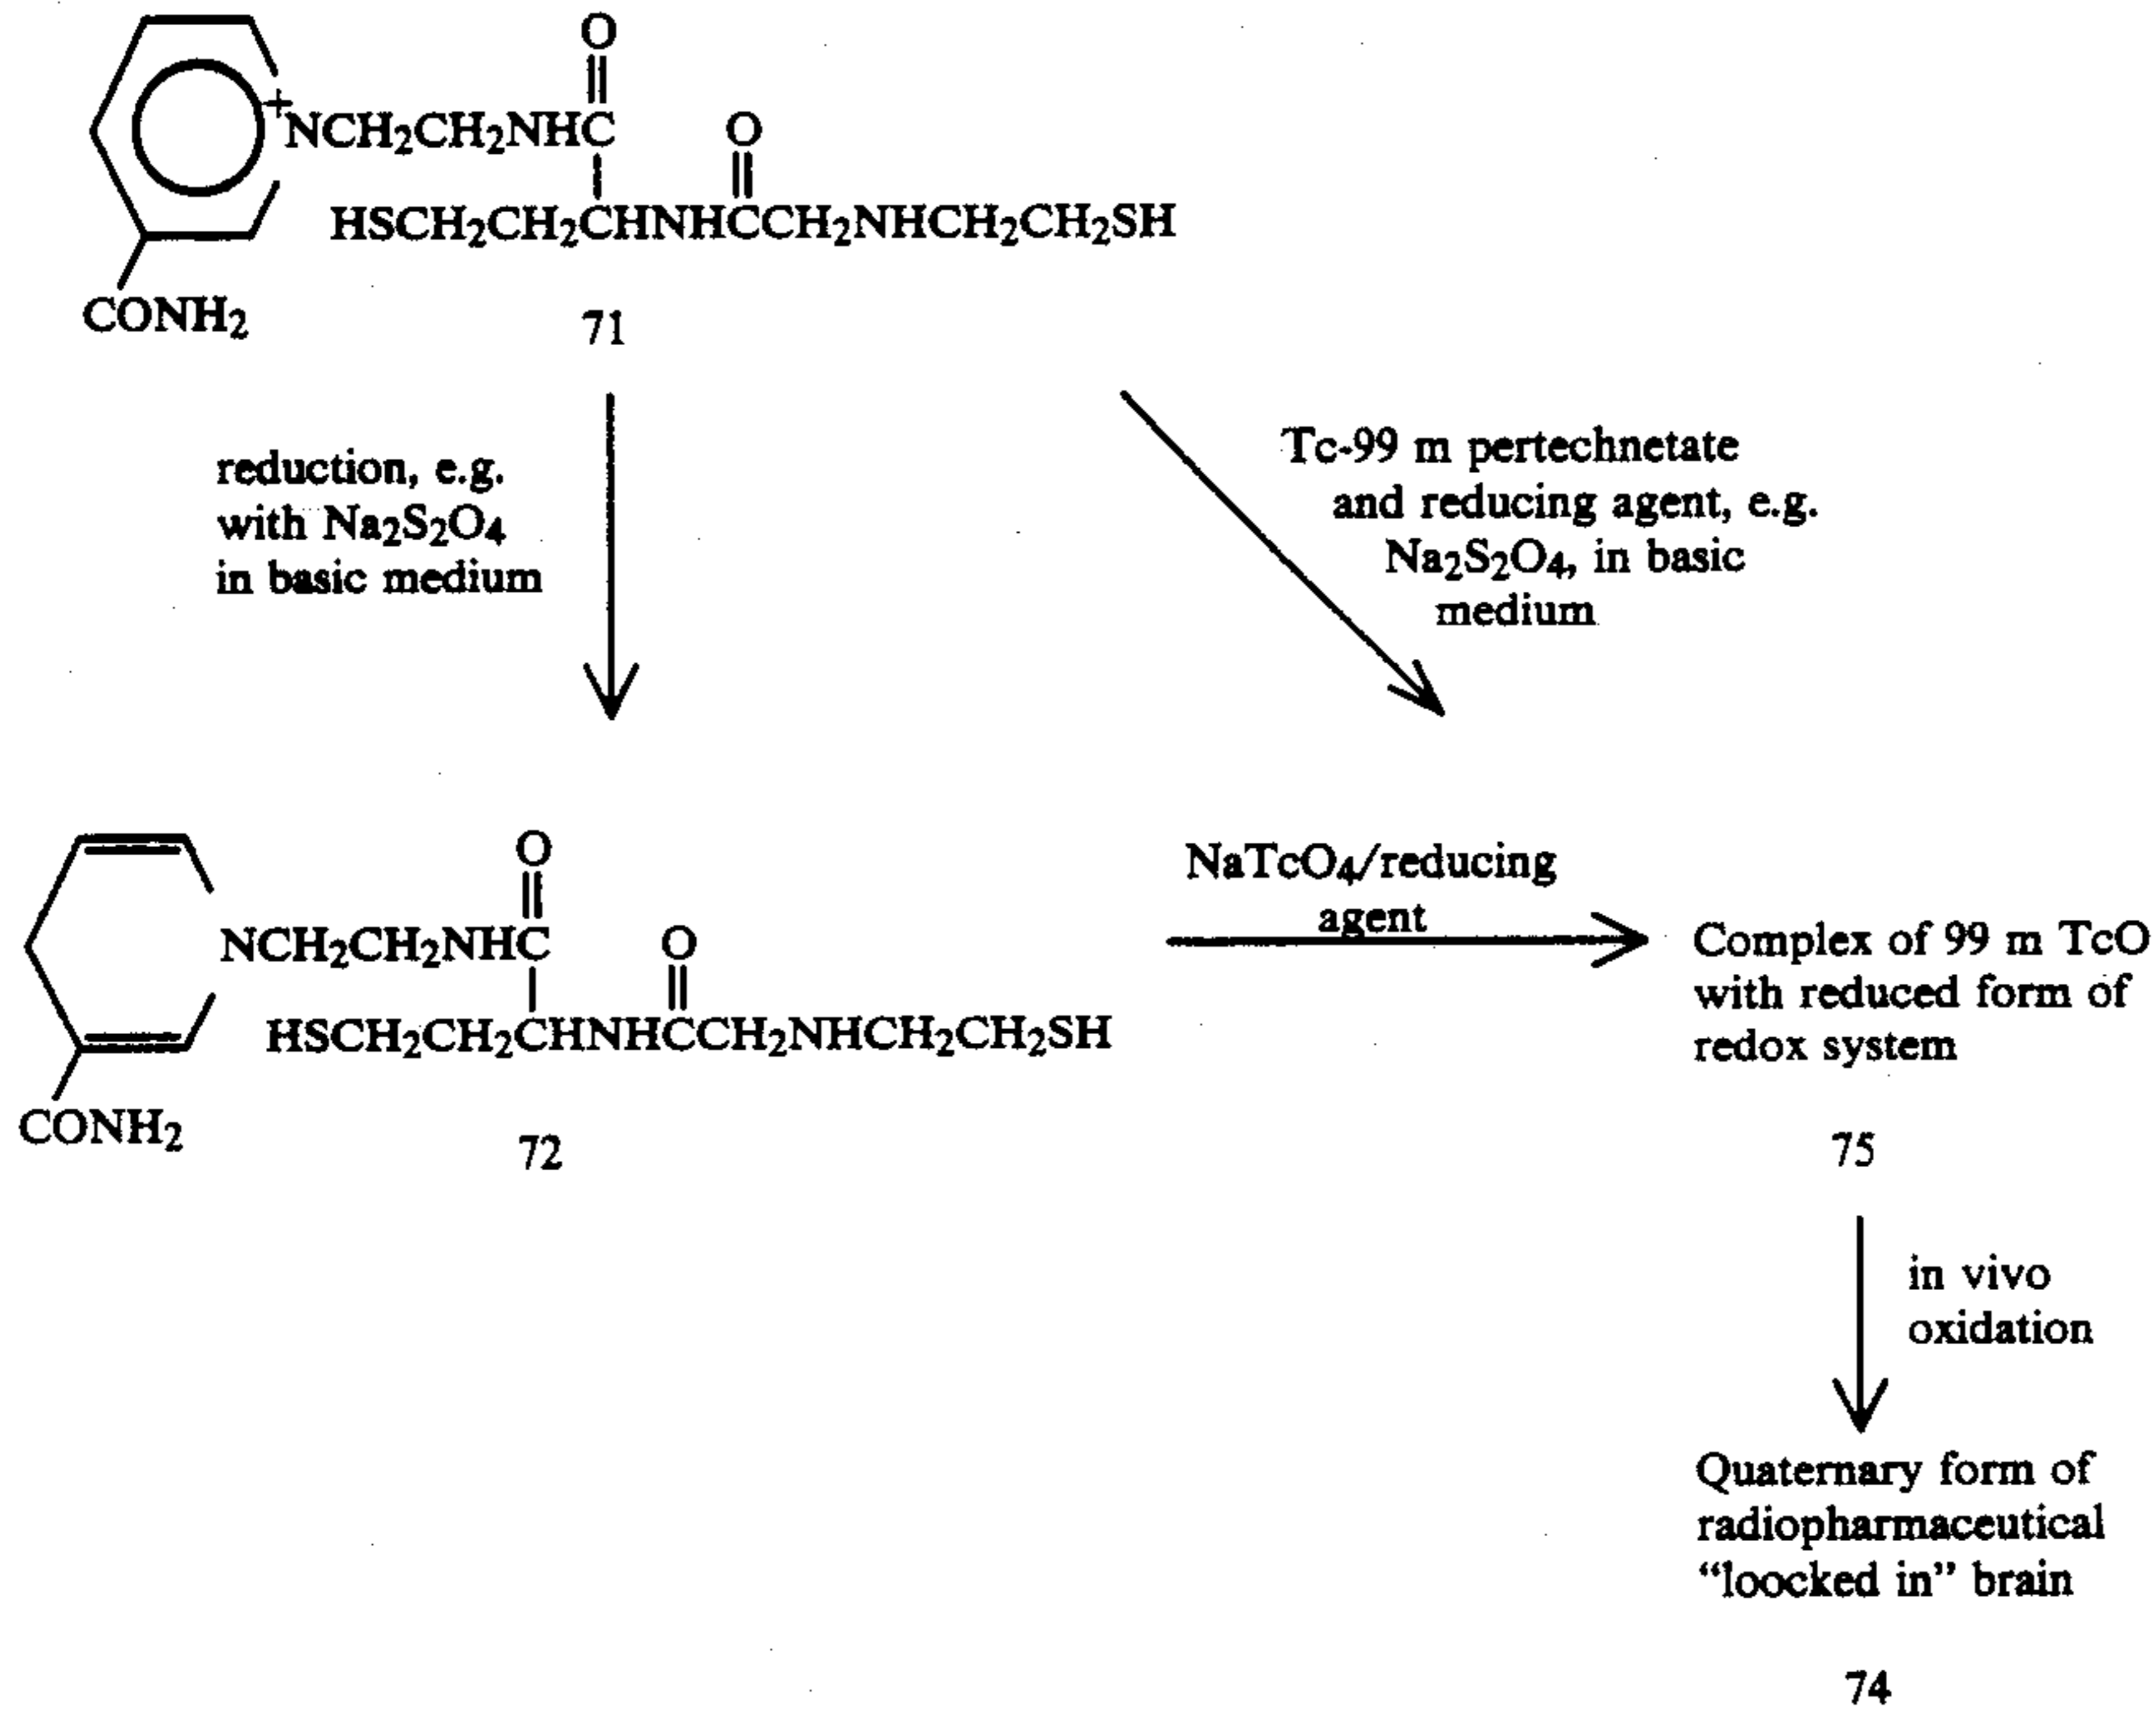 O
+
NCH₂CH₂NHC
O
HSCH₂CH₂CHNHCCH₂NHCH₂CH₂SH
CONH₂
71
reduction, e.g.
with Na₂S₂O₄
in basic medium
Tc-99 m pertechnetate
and reducing agent, e.g.
Na₂S₂O₄, in basic
medium
O
NCH₂CH₂NHC
O
HSCH₂CH₂CHNHCCH₂NHCH₂CH₂SH
CONH₂
72
NaTcO₄/reducing
agent
Complex of 99 m TcO
with reduced form of
redox system
75
in vivo
oxidation
Quaternary form of
radiopharmaceutical
“loocked in” brain
74